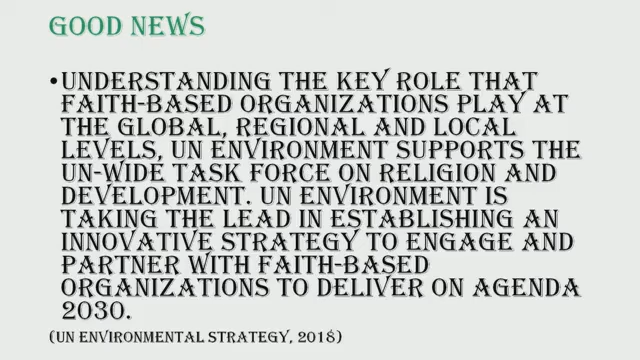 GOOD NEWS
•UNDERSTANDING THE KEY ROLE THAT
FAITH-BASED ORGANIZATIONS PLAY AT
THE GLOBAL, REGIONAL AND LOCAL
LEVELS, UN ENVIRONMENT SUPPORTS THE
UN-WIDE TASK FORCE ON RELIGION AND
DEVELOPMENT. UN ENVIRONMENT IS
TAKING THE LEAD IN ESTABLISHING AN
INNOVATIVE STRATEGY TO ENGAGE AND
PARTNER WITH FAITH-BASED
ORGANIZATIONS TO DELIVER ON AGENDA
2030.
(UN ENVIRONMENTAL STRATEGY, 2018)